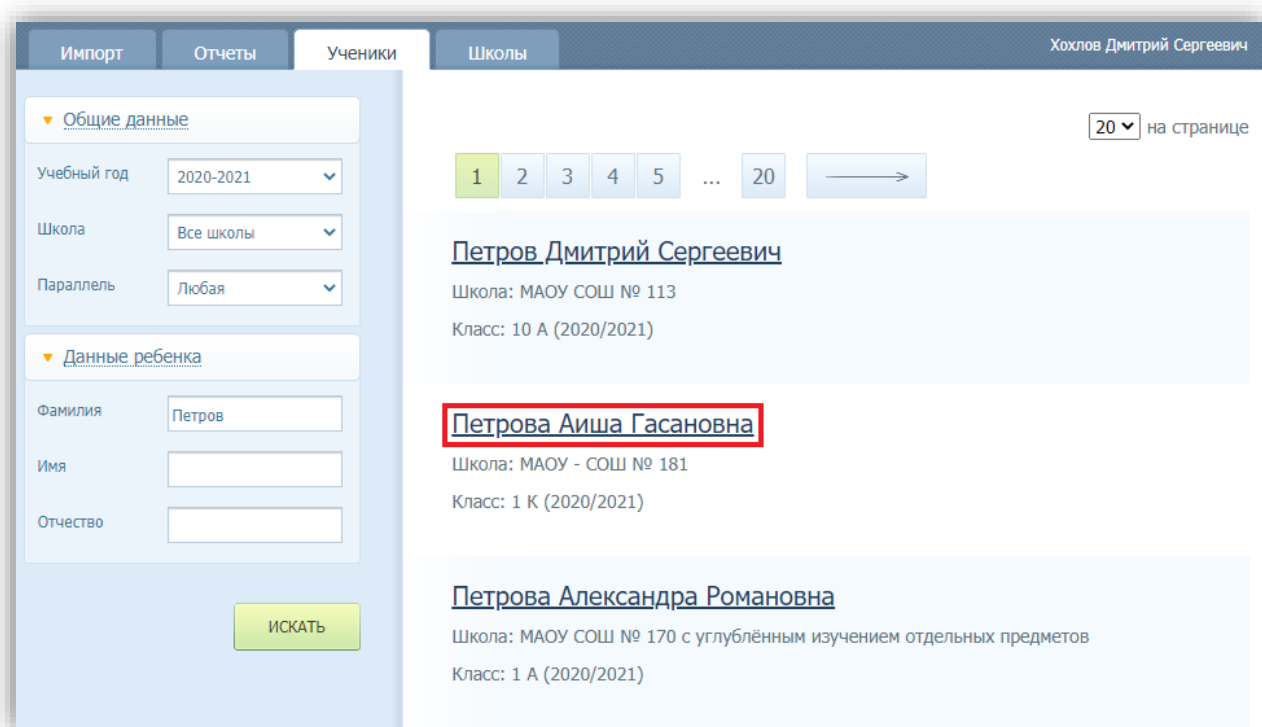 Импорт Отчеты Ученики Школы Хохлов Дмитрий Сергеевич
Общие данные
Учебный год 2020-2021
Школа Все школы
Параллель Любая
Данные ребенка
Фамилия Петров
Имя
Отчество
ИСКАТЬ
20 на странице
1 2 3 4 5 ... 20
Петров Дмитрий Сергеевич
Школа: МАОУ СОШ № 113
Класс: 10 А (2020/2021)
Петрова Аиша Гасановна
Школа: МАОУ - СОШ № 181
Класс: 1 К (2020/2021)
Петрова Александра Романовна
Школа: МАОУ СОШ № 170 с углублённым изучением отдельных предметов
Класс: 1 А (2020/2021)